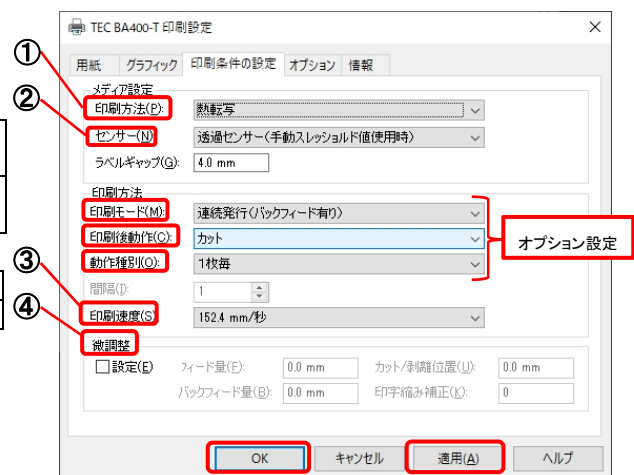 TEC BA400-T 印刷設定
用紙 グラフィック 印刷条件の設定 オプション 情報
①
メディア設定
印刷方法(P): 熱転写
②
センサー(N) 透過センサー(手動スレッショルド値使用時)
ラベルギャップ(G): 4.0 mm
印刷方法
印刷モード(M): 連続発行(バックフィード有り)
印刷後動作(C): カット
オプション設定
動作種別(O): 1枚毎
間隔(I): 1
③
印刷速度(S) 152.4 mm/秒
④
微調整
設定(E) フィード量(F): 0.0 mm カット/剥離位置(U): 0.0 mm
バックフィード量(B): 0.0 mm 印字縮み補正(K): 0
OK キャンセル 適用(A) ヘルプ